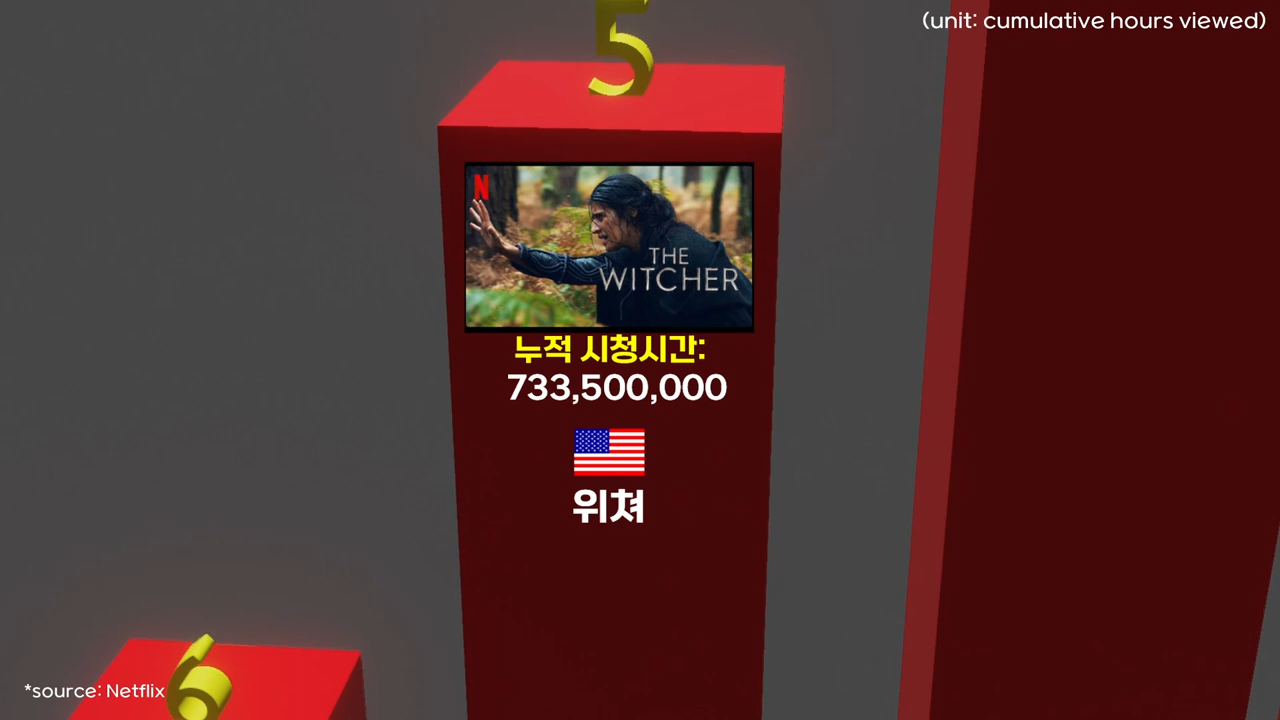 (unit: cumulative hours viewed)
5
N
THE
WITCHER
누적 시청시간:
733,500,000
위쳐
6
*source: Netflix